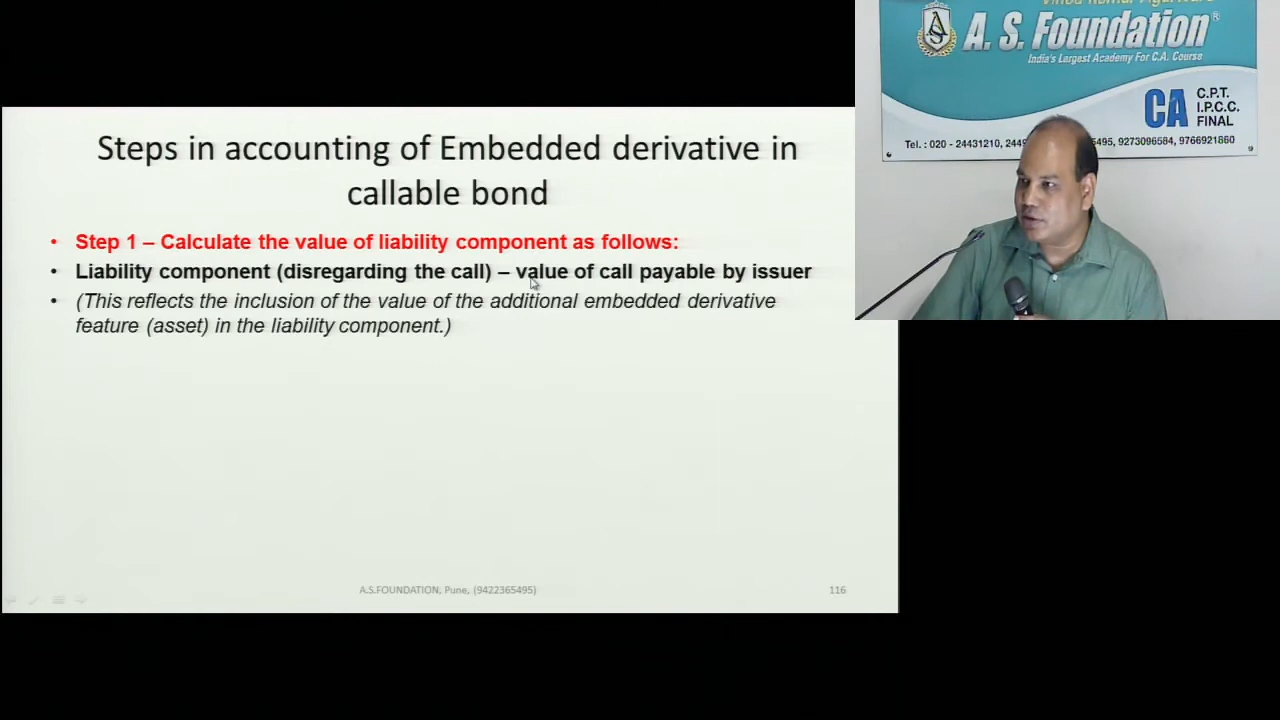 A. S. Foundation®
India's Largest Academy For C.A. Course
CA
C.P.T.
I.P.C.C.
FINAL
Tel. : 020 - 24431210, 244 5495, 9273096584, 9766921860
Steps in accounting of Embedded derivative in
callable bond
• Step 1 – Calculate the value of liability component as follows:
• Liability component (disregarding the call) – value of call payable by issuer
• (This reflects the inclusion of the value of the additional embedded derivative
feature (asset) in the liability component.)
A.S.FOUNDATION, Pune, (9422365495)
116